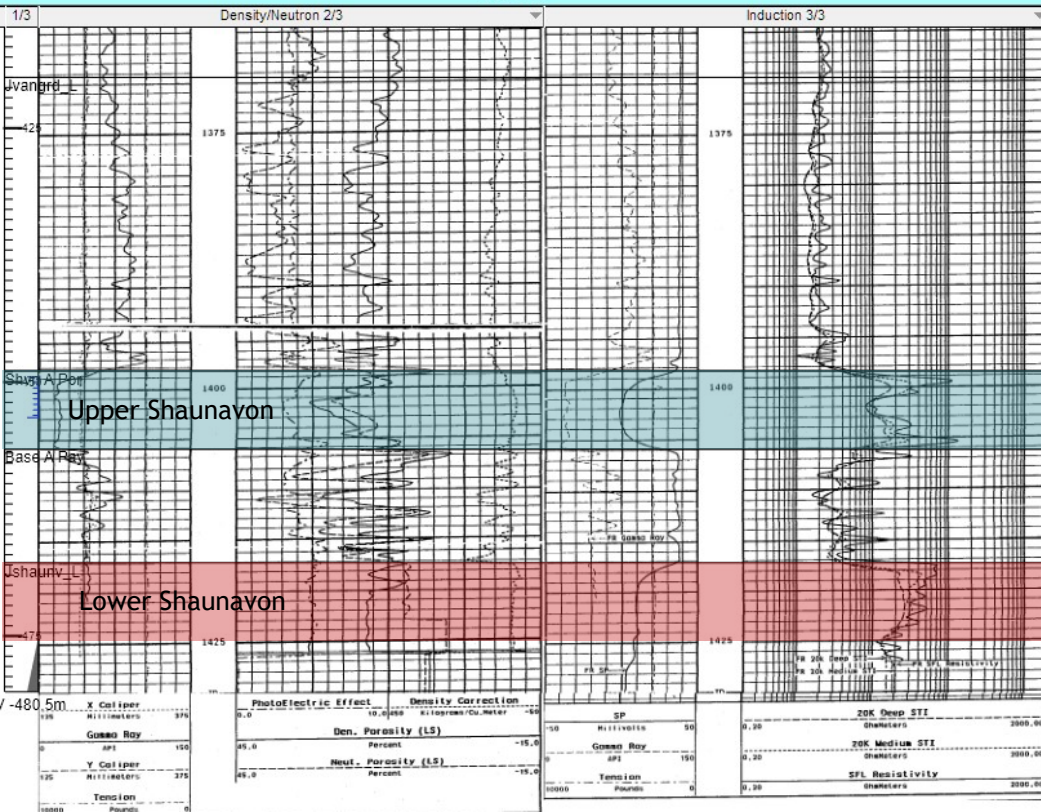 1/3 Density/Neutron 2/3 Induction 3/3
Jvangrd_L
-425
1375 1375
1400 1400
Upper Shaunavon
Base A Pay
FR Gamma Ray
Jshaunv_L
Lower Shaunavon
-475
1425 1425
FR SP
FR 20k Deep STI
FR SFL Resistivity
FR 20k Medium STI
-480.5m
X Caliper
125 Millimeters 375
Gamma Ray
0 API 150
Y Caliper
125 Millimeters 375
Tension
10000 Pounds 0
PhotoElectric Effect Density Correction
0.0 10.0 450 Kilograms/Cu.Meter -50
Den. Porosity (LS)
45.0 Percent -15.0
Neut. Porosity (LS)
45.0 Percent -15.0
SP
-50 Millivolts 50
Gamma Ray
0 API 150
Tension
10000 Pounds 0
20K Deep STI
0.20 OhmMeters 2000.00
20K Medium STI
0.20 OhmMeters 2000.00
SFL Resistivity
0.20 OhmMeters 2000.00